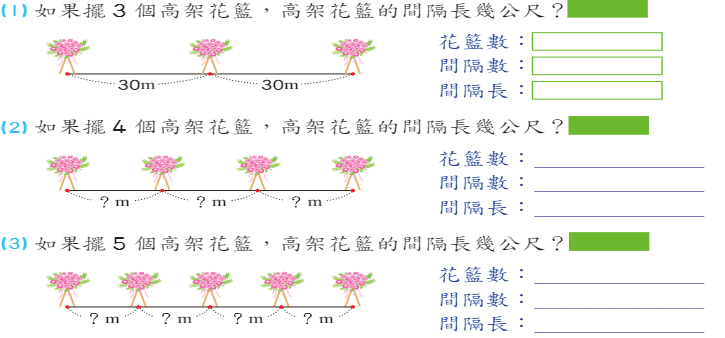 (1) 如果擺 3 個高架花籃，高架花籃的間隔長幾公尺？
花籃數：
30m 30m
間隔數：
間隔長：
(2) 如果擺 4 個高架花籃，高架花籃的間隔長幾公尺？
花籃數：
? m ? m ? m
間隔數：
間隔長：
(3) 如果擺 5 個高架花籃，高架花籃的間隔長幾公尺？
花籃數：
? m ? m ? m ? m
間隔數：
間隔長：